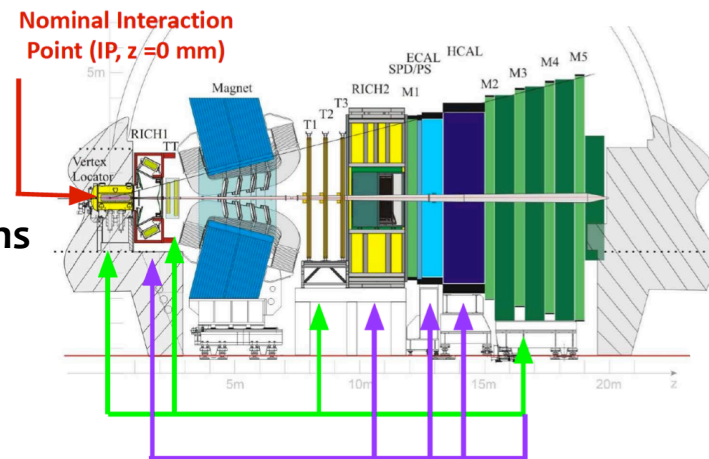 Nominal Interaction
Point (IP, z =0 mm)
5m
Magnet
RICH1
TT
Vertex
Locator
T1
T2
T3
RICH2
SPD/PS
ECAL
HCAL
M1
M2
M3
M4
M5
ns
5m
10m
15m
20m
z